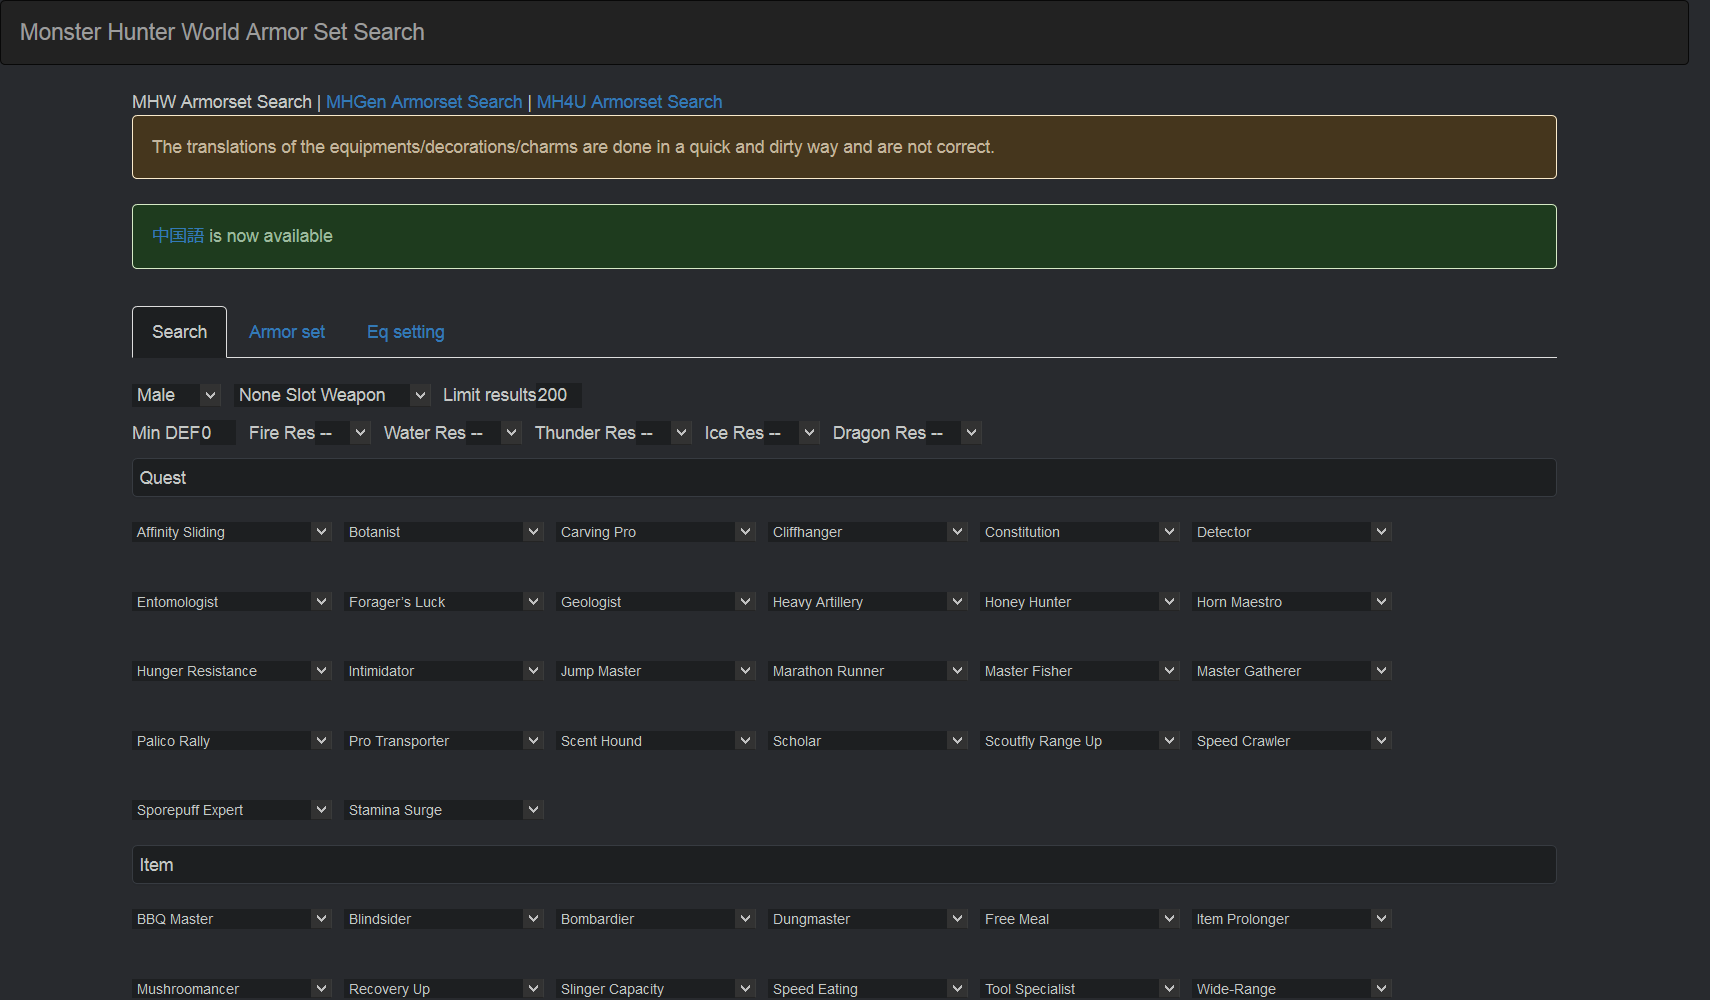 Monster Hunter World Armor Set Search
MHW Armorset Search | MHGen Armorset Search | MH4U Armorset Search
The translations of the equipments/decorations/charms are done in a quick and dirty way and are not correct.
中国語 is now available
Search Armor set Eq setting
Male None Slot Weapon Limit results 200
Min DEF 0 Fire Res -- Water Res -- Thunder Res -- Ice Res -- Dragon Res --
Quest
Affinity Sliding Botanist Carving Pro Cliffhanger Constitution Detector
Entomologist Forager’s Luck Geologist Heavy Artillery Honey Hunter Horn Maestro
Hunger Resistance Intimidator Jump Master Marathon Runner Master Fisher Master Gatherer
Palico Rally Pro Transporter Scent Hound Scholar Scoutfly Range Up Speed Crawler
Sporepuff Expert Stamina Surge
Item
BBQ Master Blindsider Bombardier Dungmaster Free Meal Item Prolonger
Mushroomancer Recovery Up Slinger Capacity Speed Eating Tool Specialist Wide-Range